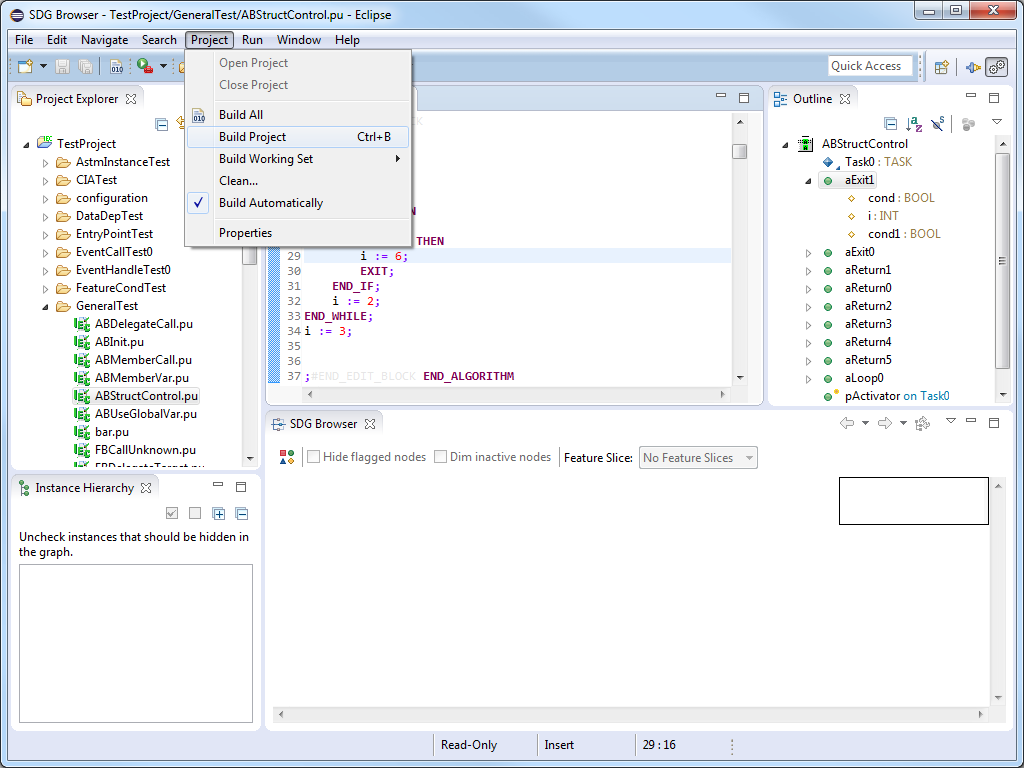 SDG Browser - TestProject/GeneralTest/ABStructControl.pu - Eclipse
File Edit Navigate Search Project Run Window Help
Quick Access
Open Project
Close Project
Build All
Build Project Ctrl+B
Build Working Set
Clean...
Build Automatically
Properties
Project Explorer
TestProject
AstmInstanceTest
CIATest
configuration
DataDepTest
EntryPointTest
EventCallTest0
EventHandleTest0
FeatureCondTest
GeneralTest
ABDelegateCall.pu
ABInit.pu
ABMemberCall.pu
ABMemberVar.pu
ABStructControl.pu
ABUseGlobalVar.pu
bar.pu
FBCallUnknown.pu
FBDelegateTarget.pu
THEN
29 i := 6;
30 EXIT;
31 END_IF;
32 i := 2;
33 END_WHILE;
34 i := 3;
35
36
37 ;#END_EDIT_BLOCK END_ALGORITHM
Outline
ABStructControl
Task0 : TASK
aExit1
cond : BOOL
i : INT
cond1 : BOOL
aExit0
aReturn1
aReturn0
aReturn2
aReturn3
aReturn4
aReturn5
aLoop0
pActivator on Task0
Instance Hierarchy
Uncheck instances that should be hidden in
the graph.
SDG Browser
Hide flagged nodes Dim inactive nodes Feature Slice: No Feature Slices
Read-Only Insert 29 : 16